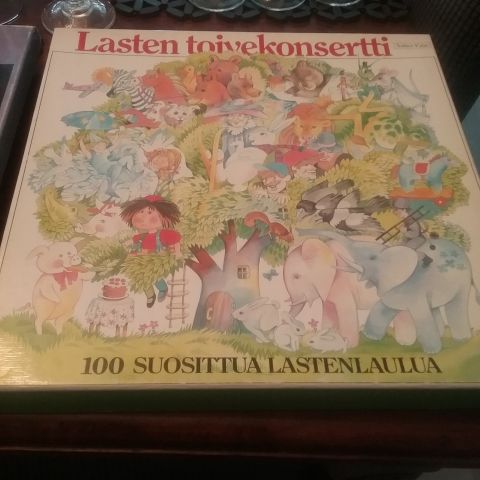 Lasten toivekonsertti
100 SUOSITTUA LASTENLAULUA